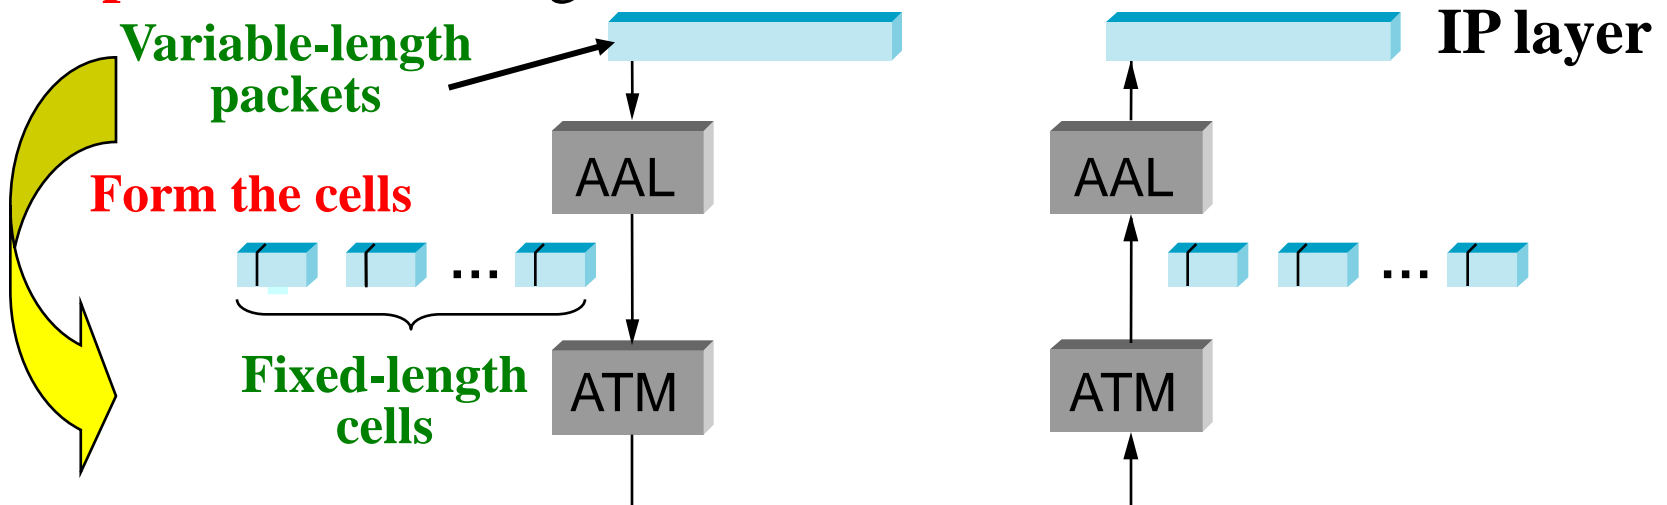 Variable-length
packets
IP layer
AAL
AAL
Form the cells
...
...
Fixed-length
cells
ATM
ATM